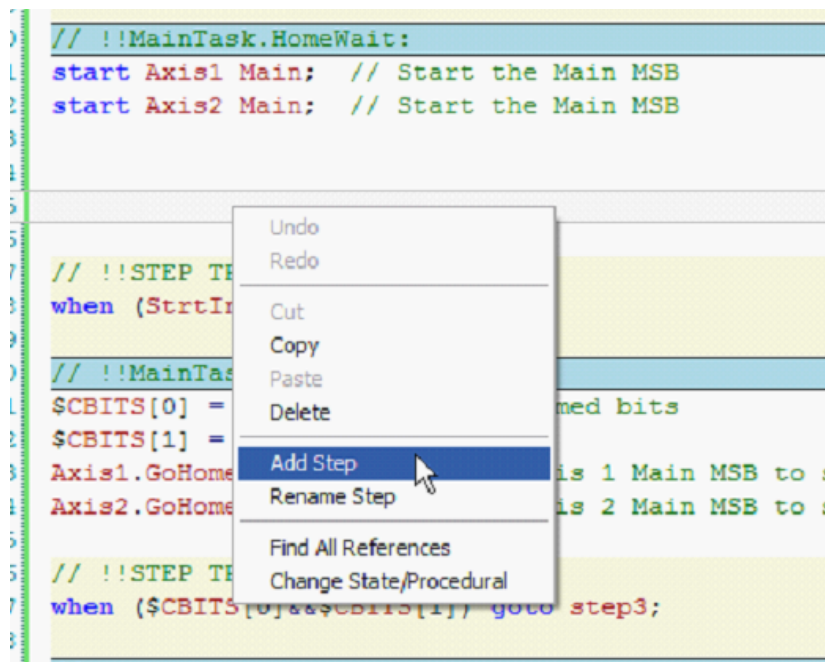 // !!MainTask.HomeWait:
start Axis1 Main;  // Start the Main MSB
start Axis2 Main;  // Start the Main MSB
Undo
Redo
// !!STEP
when (StrtIn
Cut
Copy
// !!MainTas
Paste
$CBITS[0] = med bits
Delete
$CBITS[1] =
Add Step
Axis1.GoHome is 1 Main MSB to
Rename Step
Axis2.GoHome is 2 Main MSB to
Find All References
// !!STEP
Change State/Procedural
when ($CBITS[0]&&$CBITS[1]) goto step3;